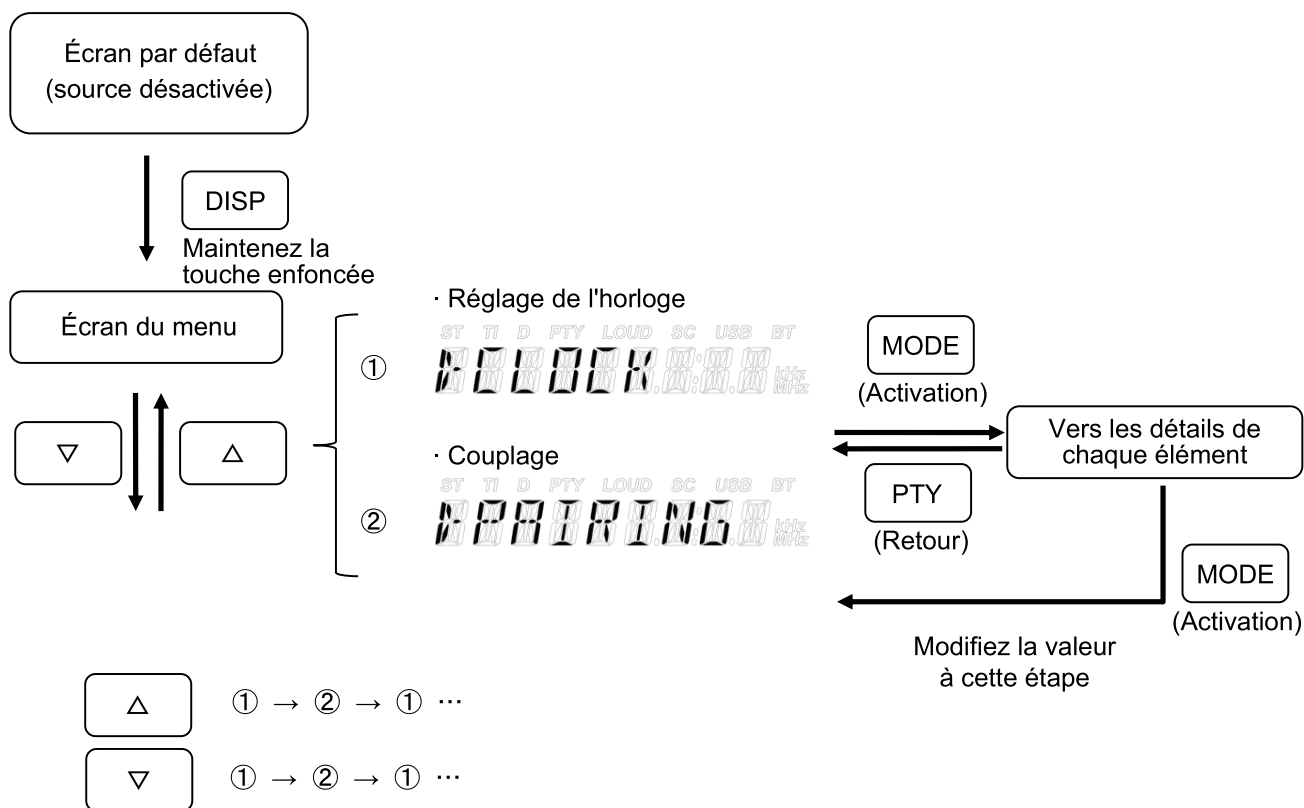 Écran par défaut
(source désactivée)
DISP
Maintenez la
touche enfoncée
Écran du menu
▽
△
· Réglage de l'horloge
①
ST TI D PTY LOUD SC USB BT
CLOCK
kHz
MHz
· Couplage
②
ST TI D PTY LOUD SC USB BT
PAIRING
kHz
MHz
MODE
(Activation)
PTY
(Retour)
Vers les détails de
chaque élément
MODE
(Activation)
Modifiez la valeur
à cette étape
△ ① → ② → ① ···
▽ ① → ② → ① ···